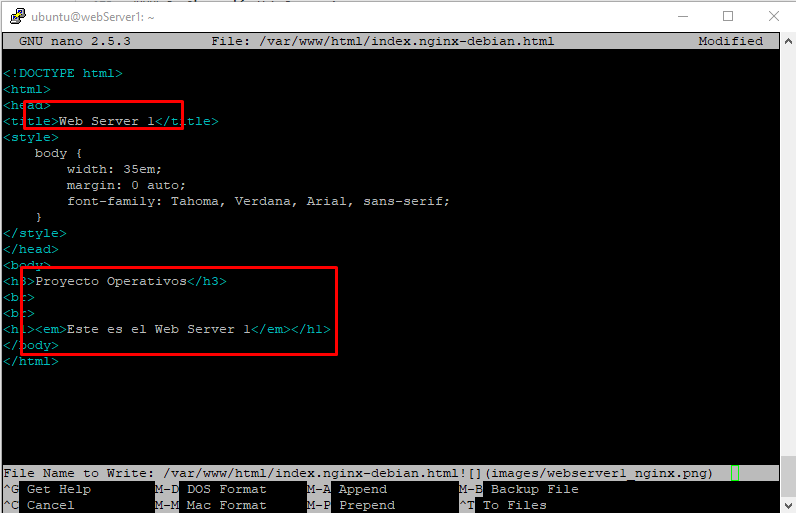 ubuntu@webServer1: ~
GNU nano 2.5.3 File: /var/www/html/index.nginx-debian.html Modified
<!DOCTYPE html>
<html>
<head>
<title>Web Server 1</title>
<style>
    body {
        width: 35em;
        margin: 0 auto;
        font-family: Tahoma, Verdana, Arial, sans-serif;
    }
</style>
</head>
<body>
<h3>Proyecto Operativos</h3>
<br>
<br>
<h1><em>Este es el Web Server 1</em></h1>
</body>
</html>
File Name to Write: /var/www/html/index.nginx-debian.html![](images/webserver1_nginx.png)
^G Get Help M-D DOS Format M-A Append M-B Backup File
^C Cancel M-M Mac Format M-P Prepend ^T To Files